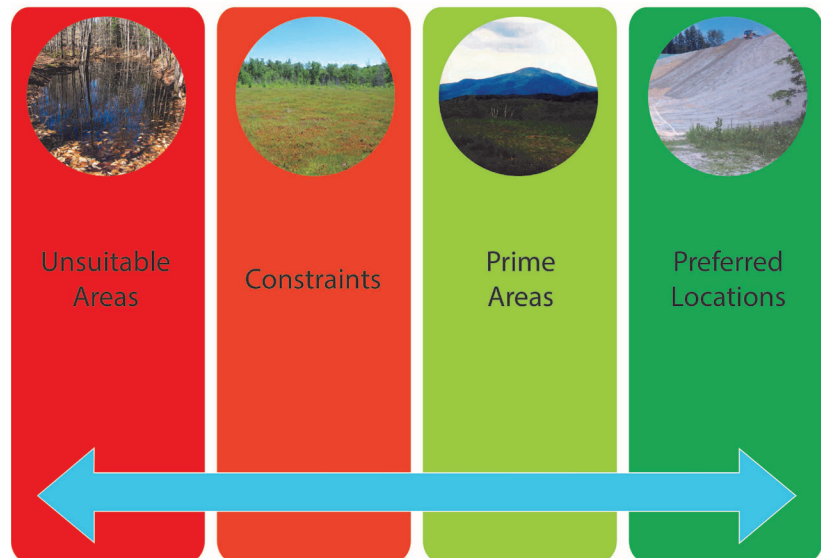 Unsuitable
Areas
Constraints
Prime
Areas
Preferred
Locations